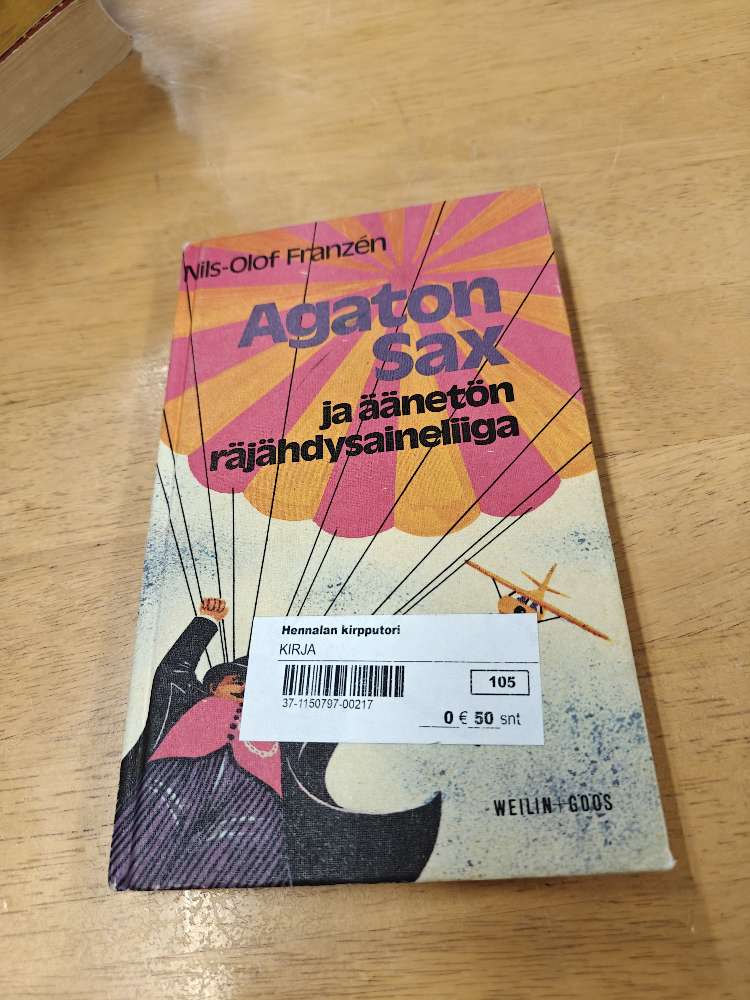 Nils-Olof Franzén
Agaton
sax
ja äänetön
räjähdysaineliiga
Hennalan kirpputori
KIRJA
37-1150797-00217
105
0 € 50 snt
WEILIN+GÖÖS